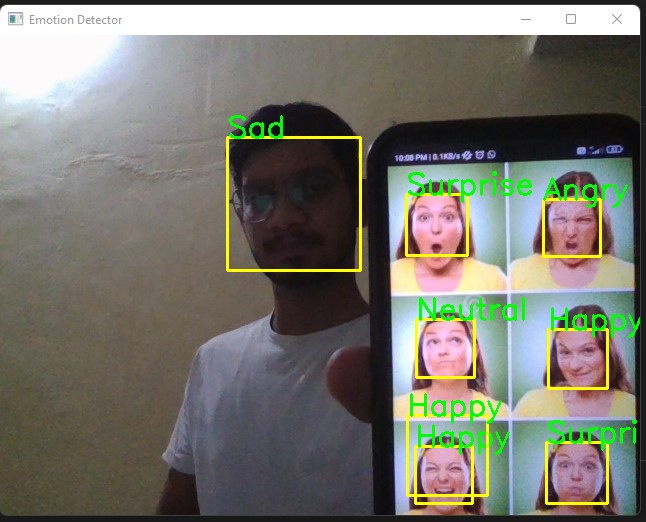 Emotion Detector
Sad
10:08 PM | 0.1KB/s
Surprise
Angry
Neutral
Happy
Happy
Happy
Surpri